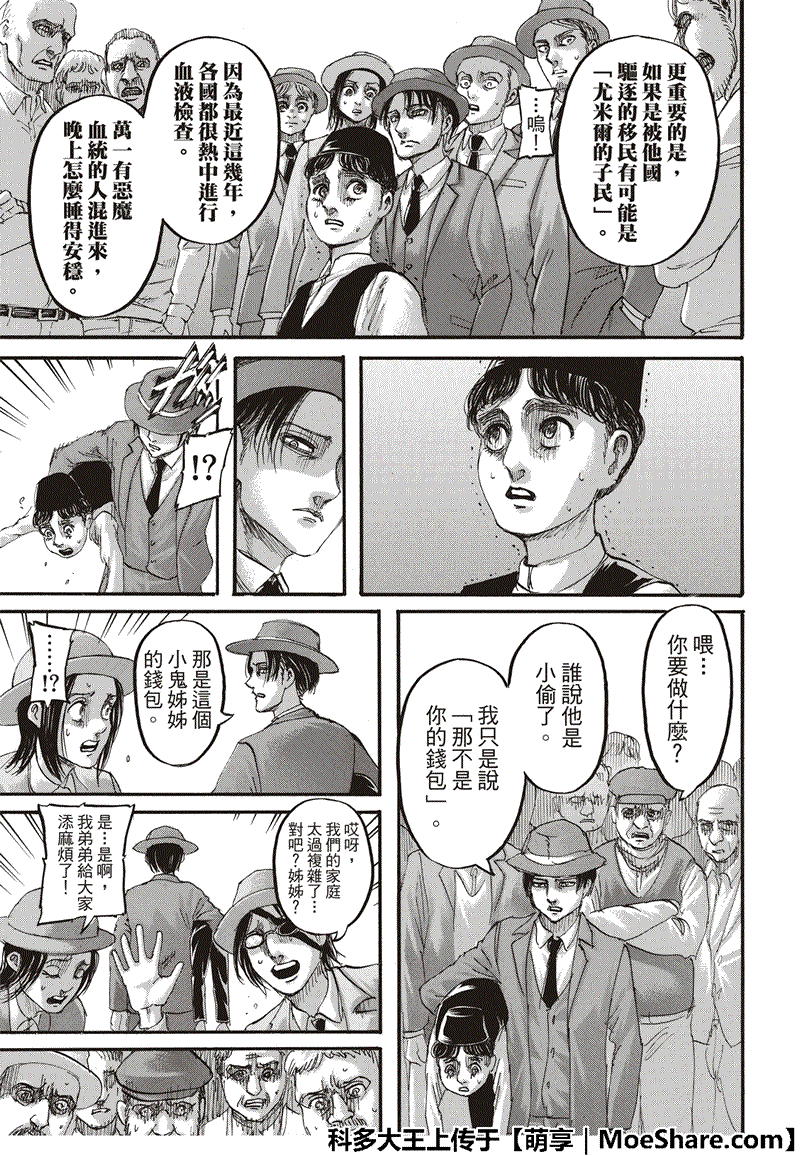 更重要的是，
如果是被他國
驅逐的移民有可能是
「尤米爾的子民」。
…嗚！
因為最近這幾年，
各國都很熱中進行
血液檢查。
萬一有惡魔
血統的人混進來，
晚上怎麼睡得安穩。
!?
喂…
你要做什麼？
誰說他是
小偷了。
我只是說
「那不是
你的錢包」。
那是這個
小鬼姊姊
的錢包。
……!?
哎呀，
我們的家庭
太過複雜了…
對吧？姊姊？
是…是啊，
我弟弟給大家
添麻煩了！
科多大王上传于【萌享｜MoeShare.com】